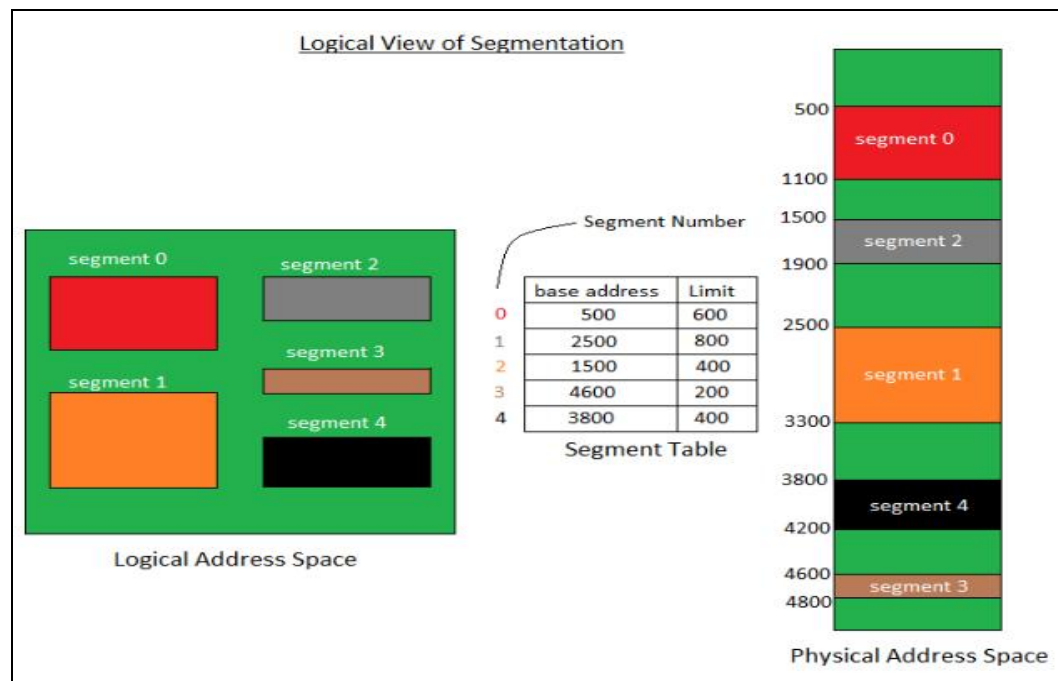 Logical View of Segmentation
segment 0
segment 2
segment 3
segment 1
segment 4
Logical Address Space
Segment Number
base address Limit
0 500 600
1 2500 800
2 1500 400
3 4600 200
4 3800 400
Segment Table
500
segment 0
1100
1500
segment 2
1900
2500
segment 1
3300
3800
segment 4
4200
4600
segment 3
4800
Physical Address Space